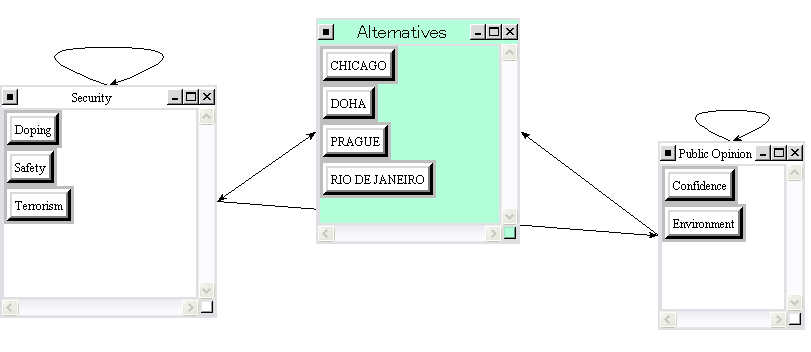 Security
Doping
Safety
Terrorism
Alternatives
CHICAGO
DOHA
PRAGUE
RIO DE JANEIRO
Public Opinion
Confidence
Environment